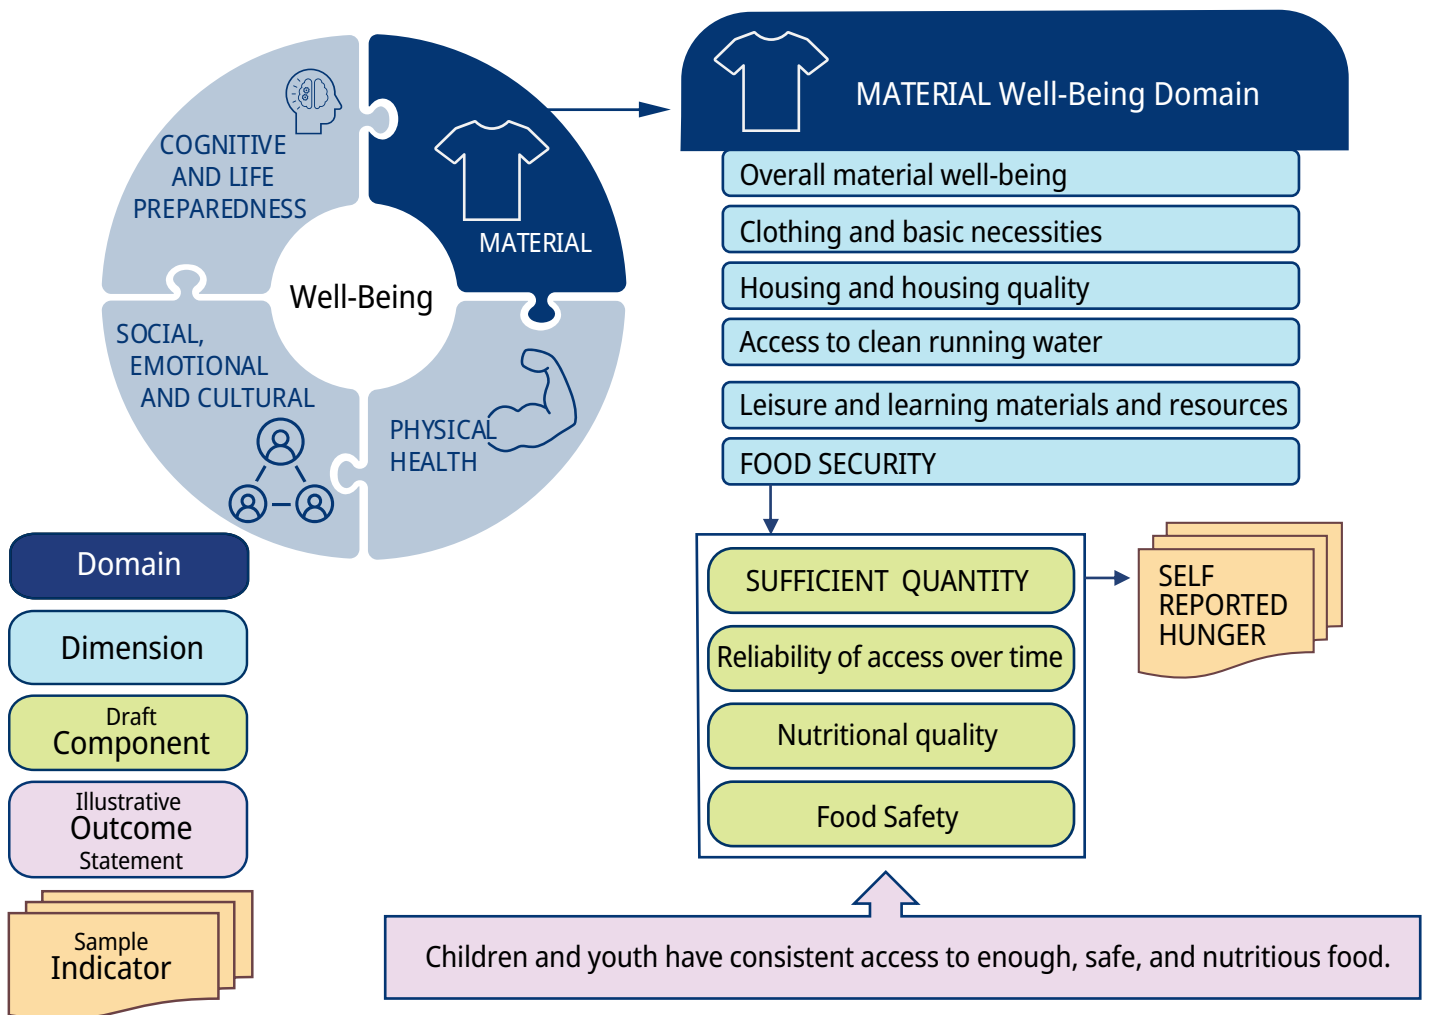 COGNITIVE
AND LIFE
PREPAREDNESS
MATERIAL
Well-Being
SOCIAL,
EMOTIONAL
AND CULTURAL
PHYSICAL
HEALTH
MATERIAL Well-Being Domain
Overall material well-being
Clothing and basic necessities
Housing and housing quality
Access to clean running water
Leisure and learning materials and resources
FOOD SECURITY
SUFFICIENT QUANTITY
Reliability of access over time
Nutritional quality
Food Safety
SELF
REPORTED
HUNGER
Domain
Dimension
Draft
Component
Illustrative
Outcome
Statement
Sample
Indicator
Children and youth have consistent access to enough, safe, and nutritious food.